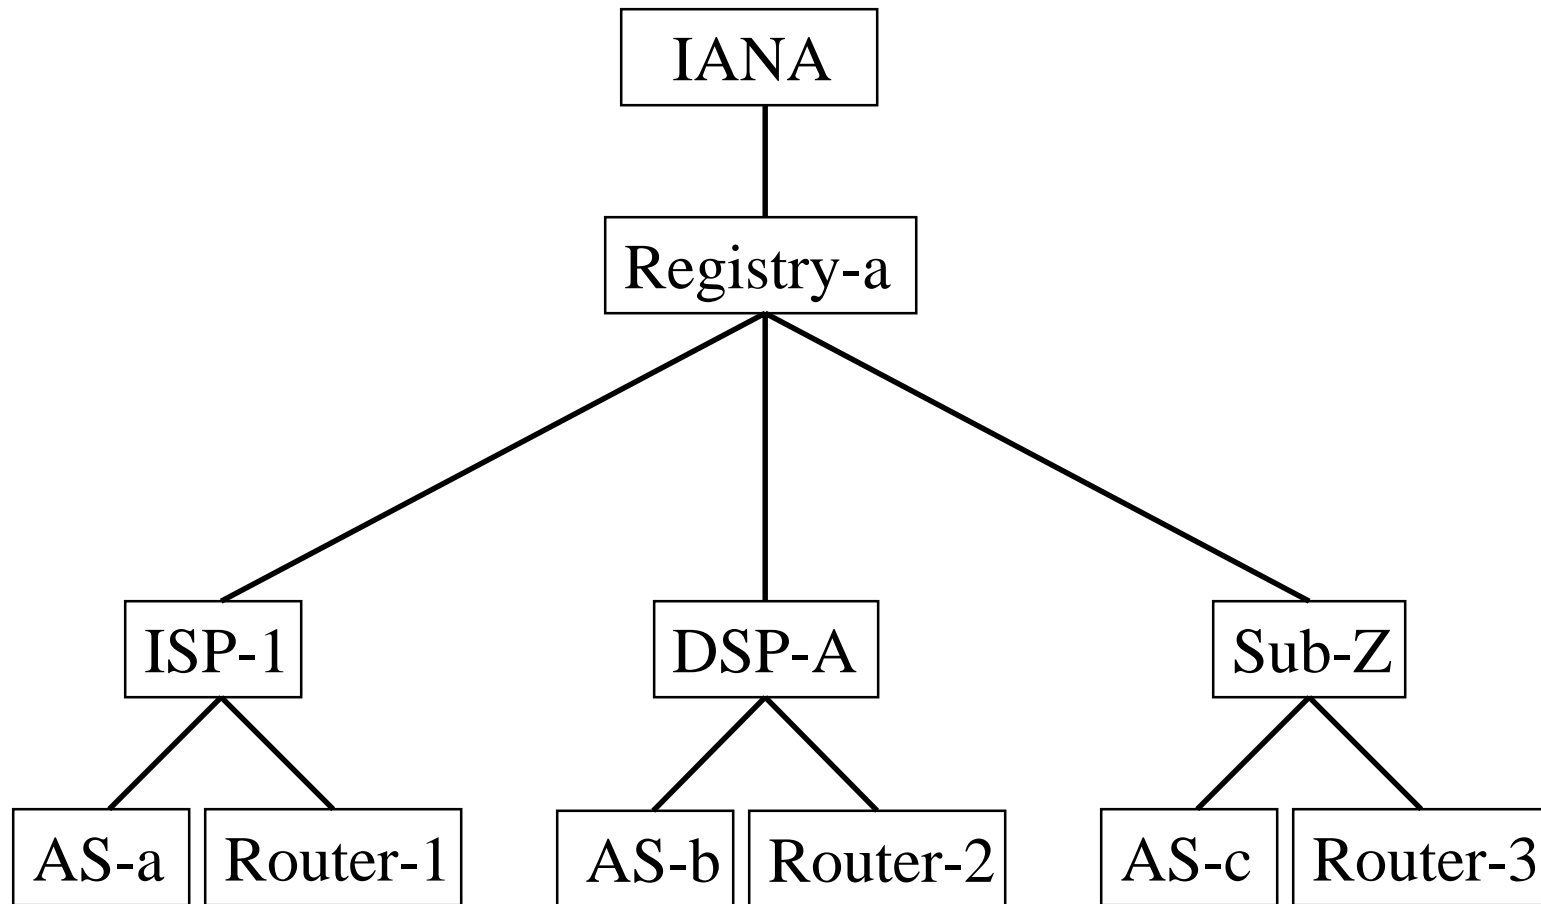 IANA
Registry-a
ISP-1
DSP-A
Sub-Z
AS-a
Router-1
AS-b
Router-2
AS-c
Router-3